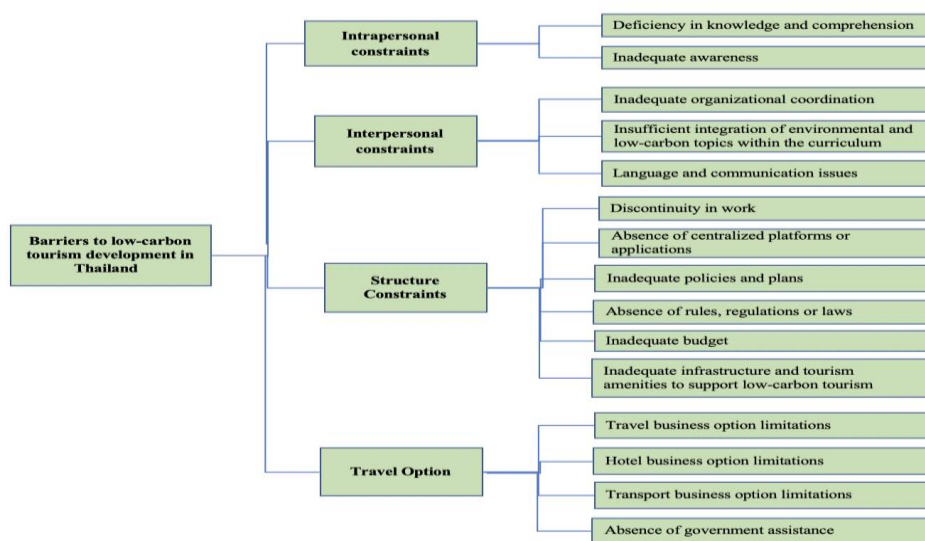 Barriers to low-carbon
tourism development in
Thailand
Intrapersonal
constraints
Deficiency in knowledge and comprehension
Inadequate awareness
Interpersonal
constraints
Inadequate organizational coordination
Insufficient integration of environmental and
low-carbon topics within the curriculum
Language and communication issues
Structure
Constraints
Discontinuity in work
Absence of centralized platforms or
applications
Inadequate policies and plans
Absence of rules, regulations or laws
Inadequate budget
Inadequate infrastructure and tourism
amenities to support low-carbon tourism
Travel Option
Travel business option limitations
Hotel business option limitations
Transport business option limitations
Absence of government assistance